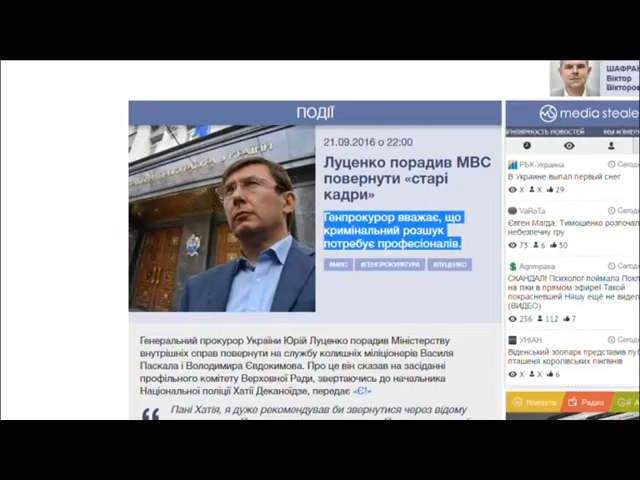 ШАФРАН
Віктор
Вікторов
ПОДІЇ
media steale
21.09.2016 о 22:00
Луценко порадив МВС
повернути «старі
кадри»
Генпрокурор вважає, що
кримінальний розшук
потребує професіоналів.
#МВС #ГЕНПРОКУРАТУРА #ЛУЦЕНКО
Генеральний прокурор України Юрій Луценко порадив Міністерству
внутрішніх справ повернути на службу колишніх міліціонерів Василя
Паскала і Володимира Євдокимова. Про це він сказав на засіданні
профільного комітету Верховної Ради, звертаючись до начальника
Національної поліції Хатії Деканоїдзе, передає «Є!»
Пані Хатія, я дуже рекомендував би звернутися через відому
РБК-Украина Сегод
В Украине выпал первый снег
X X 29
VaRoTa Сегод
Євген Магда: Тимошенко розпочал
небезпечну гру
73 6 30
Сегод
СКАНДАЛ! Психолог поймала Покл
на лжи в прямом эфире! Такой
покрасневшей Няшу ещё не видел
(ВИДЕО)
256 112 7
УНІАН Сегод
Віденський зоопарк представив пуб
пташеня королівських пінгвінів
X X 6
Новости Радио